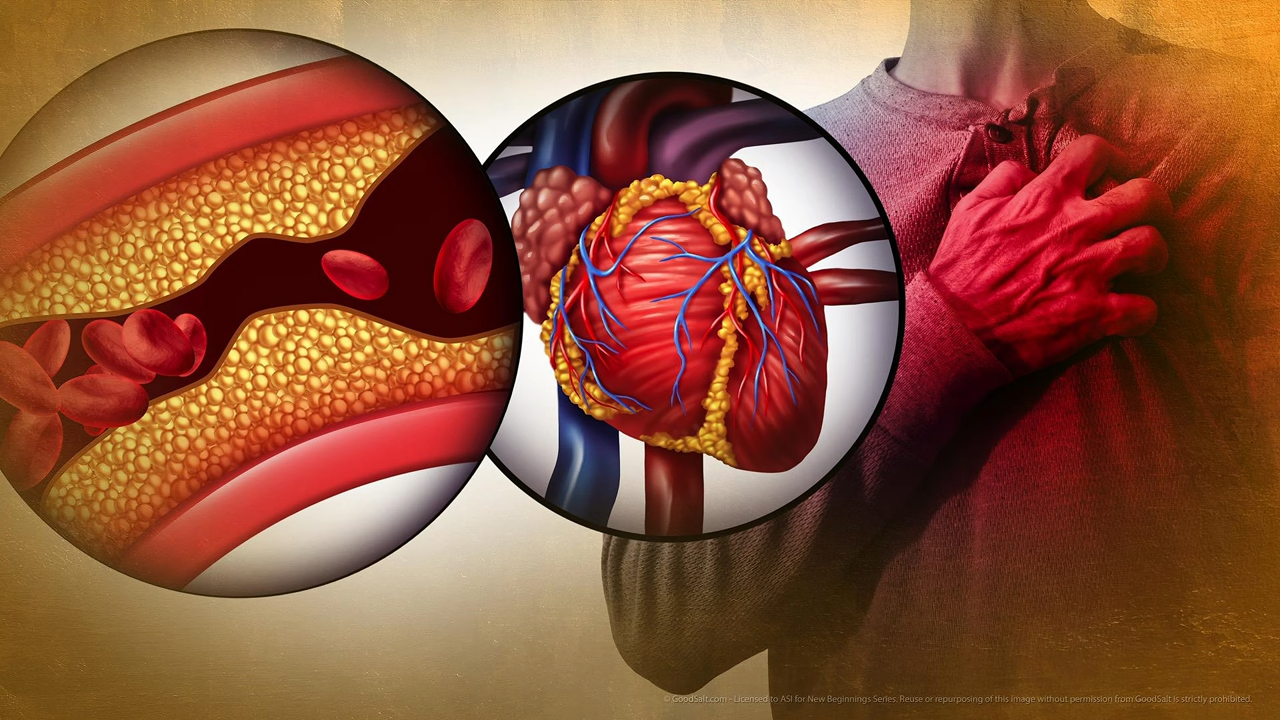 © GoodSalt.com - Licensed to ASI for New Beginnings Series. Reuse or repurposing of this image without permission from GoodSalt is strictly prohibited.